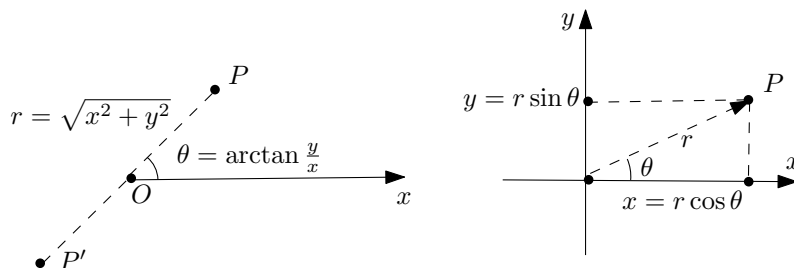 P
r = √x² + y²
θ = arctan y/x
O
x
P′
y
P
y = r sin θ
r
θ
x
x = r cos θ